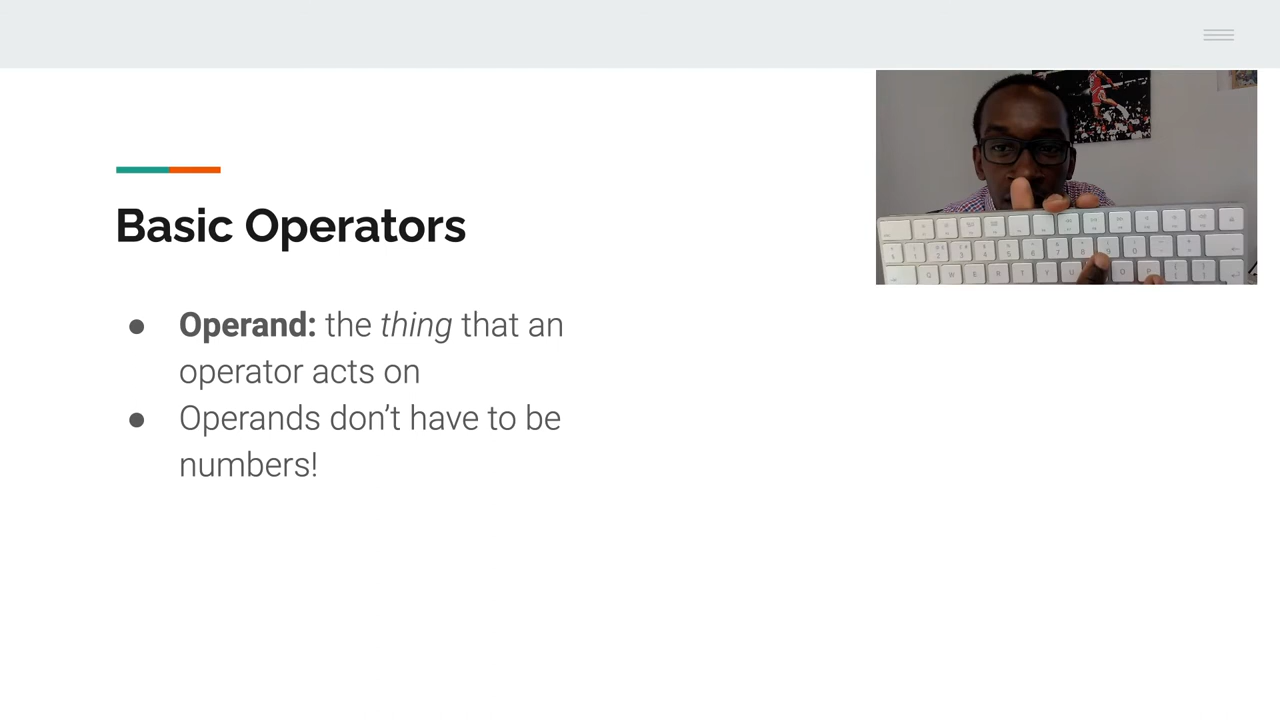 Basic Operators
● Operand: the thing that an
operator acts on
● Operands don’t have to be
numbers!